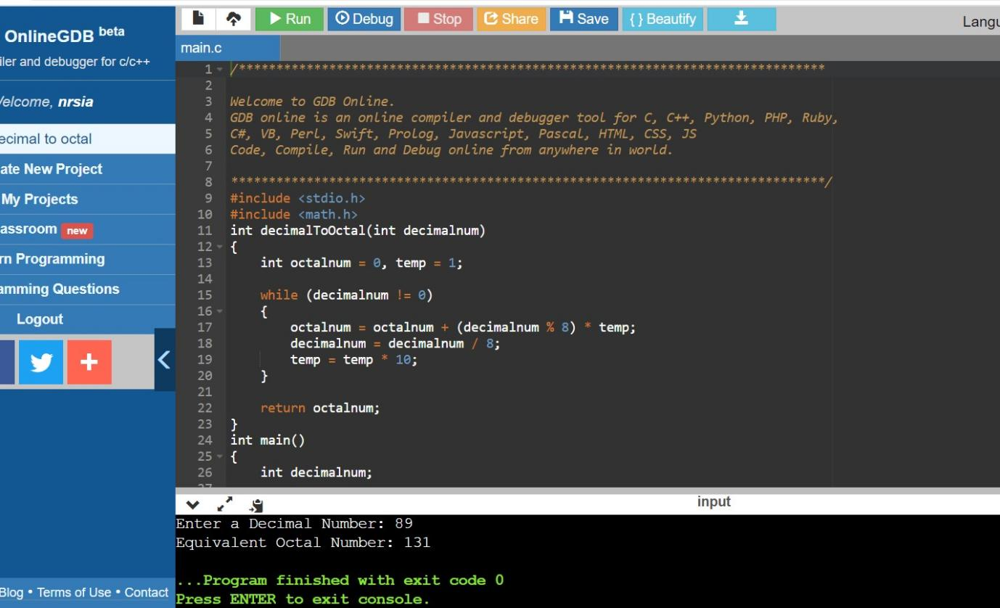 OnlineGDB beta
iler and debugger for c/c++
Welcome, nrsia
ecimal to octal
ate New Project
My Projects
assroom new
rn Programming
amming Questions
Logout
Blog • Terms of Use • Contact
Run Debug Stop Share Save { } Beautify
Langu
main.c
1 /******************************************************************************
2
3 Welcome to GDB Online.
4 GDB online is an online compiler and debugger tool for C, C++, Python, PHP, Ruby,
5 C#, VB, Perl, Swift, Prolog, Javascript, Pascal, HTML, CSS, JS
6 Code, Compile, Run and Debug online from anywhere in world.
7
8 *******************************************************************************/
9 #include <stdio.h>
10 #include <math.h>
11 int decimalToOctal(int decimalnum)
12 {
13 int octalnum = 0, temp = 1;
14
15 while (decimalnum != 0)
16 {
17 octalnum = octalnum + (decimalnum % 8) * temp;
18 decimalnum = decimalnum / 8;
19 temp = temp * 10;
20 }
21
22 return octalnum;
23 }
24 int main()
25 {
26 int decimalnum;
27
input
Enter a Decimal Number: 89
Equivalent Octal Number: 131
...Program finished with exit code 0
Press ENTER to exit console.